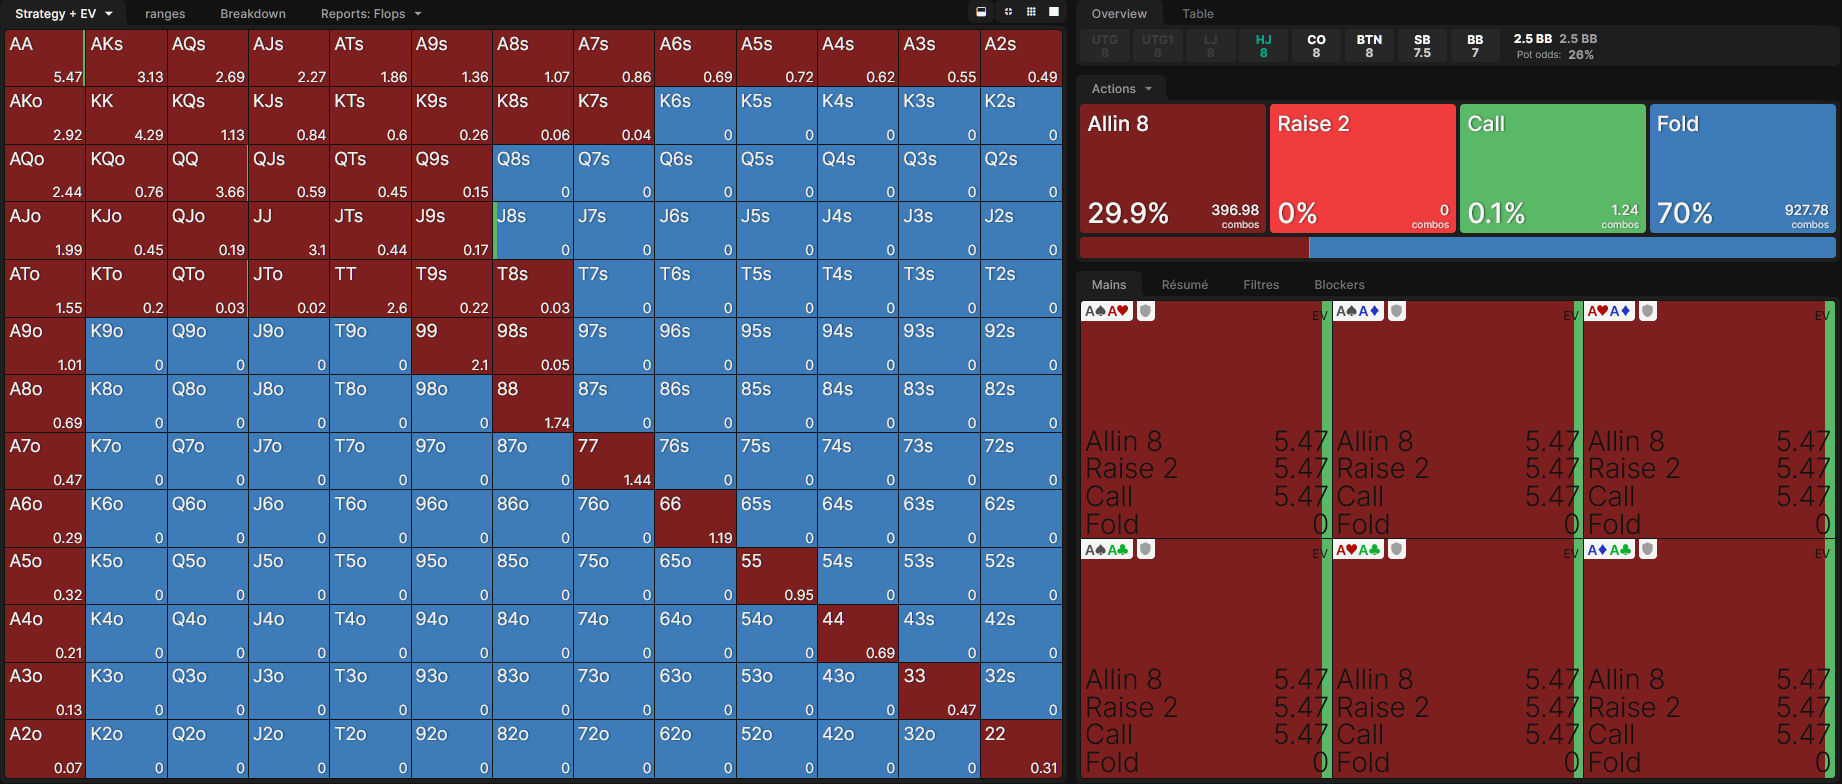 Strategy + EV ranges Breakdown Reports: Flops
AA AKs AQs AJs ATs A9s A8s A7s A6s A5s A4s A3s A2s
5.47 3.13 2.69 2.27 1.86 1.36 1.07 0.86 0.69 0.72 0.62 0.55 0.49
AKo KK KQs KJs KTs K9s K8s K7s K6s K5s K4s K3s K2s
2.92 4.29 1.13 0.84 0.6 0.26 0.06 0.04 0 0 0 0 0
AQo KQo QQ QJs QTs Q9s Q8s Q7s Q6s Q5s Q4s Q3s Q2s
2.44 0.76 3.66 0.59 0.45 0.15 0 0 0 0 0 0 0
AJo KJo QJo JJ JTs J9s J8s J7s J6s J5s J4s J3s J2s
1.99 0.45 0.19 3.1 0.44 0.17 0 0 0 0 0 0 0
ATo KTo QTo JTo TT T9s T8s T7s T6s T5s T4s T3s T2s
1.55 0.2 0.03 0.02 2.6 0.22 0.03 0 0 0 0 0 0
A9o K9o Q9o J9o T9o 99 98s 97s 96s 95s 94s 93s 92s
1.01 0 0 0 0 2.1 0.05 0 0 0 0 0 0
A8o K8o Q8o J8o T8o 98o 88 87s 86s 85s 84s 83s 82s
0.69 0 0 0 0 0 1.74 0 0 0 0 0 0
A7o K7o Q7o J7o T7o 97o 87o 77 76s 75s 74s 73s 72s
0.47 0 0 0 0 0 0 1.44 0 0 0 0 0
A6o K6o Q6o J6o T6o 96o 86o 76o 66 65s 64s 63s 62s
0.29 0 0 0 0 0 0 0 1.19 0 0 0 0
A5o K5o Q5o J5o T5o 95o 85o 75o 65o 55 54s 53s 52s
0.32 0 0 0 0 0 0 0 0 0.95 0 0 0
A4o K4o Q4o J4o T4o 94o 84o 74o 64o 54o 44 43s 42s
0.21 0 0 0 0 0 0 0 0 0 0.69 0 0
A3o K3o Q3o J3o T3o 93o 83o 73o 63o 53o 43o 33 32s
0.13 0 0 0 0 0 0 0 0 0 0 0.47 0
A2o K2o Q2o J2o T2o 92o 82o 72o 62o 52o 42o 32o 22
0.07 0 0 0 0 0 0 0 0 0 0 0 0.31
Overview Table
UTG UTG1 LJ HJ CO BTN SB BB 2.5 BB 2.5 BB
8 8 8 8 8 8 7.5 7 Pot odds: 26%
Actions
Allin 8 Raise 2 Call Fold
29.9% 396.98 combos 0% 0 combos 0.1% 1.24 combos 70% 927.78 combos
Mains Résumé Filtres Blockers
A♠A♥ EV A♠A♦ EV A♥A♦ EV
Allin 8 5.47 Allin 8 5.47 Allin 8 5.47
Raise 2 5.47 Raise 2 5.47 Raise 2 5.47
Call 5.47 Call 5.47 Call 5.47
Fold 0 Fold 0 Fold 0
A♠A♣ EV A♥A♣ EV A♦A♣ EV
Allin 8 5.47 Allin 8 5.47 Allin 8 5.47
Raise 2 5.47 Raise 2 5.47 Raise 2 5.47
Call 5.47 Call 5.47 Call 5.47
Fold 0 Fold 0 Fold 0